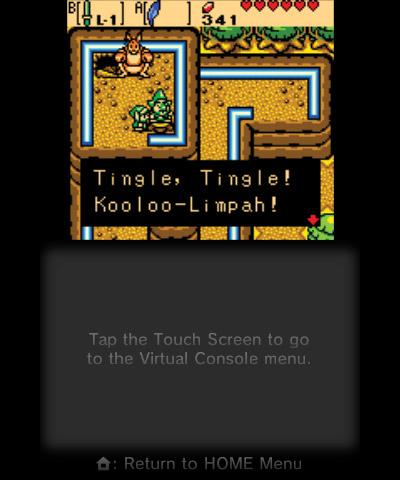 B L-1 A 341
Tingle, Tingle!
Kooloo-Limpah!
Tap the Touch Screen to go
to the Virtual Console menu.
: Return to HOME Menu